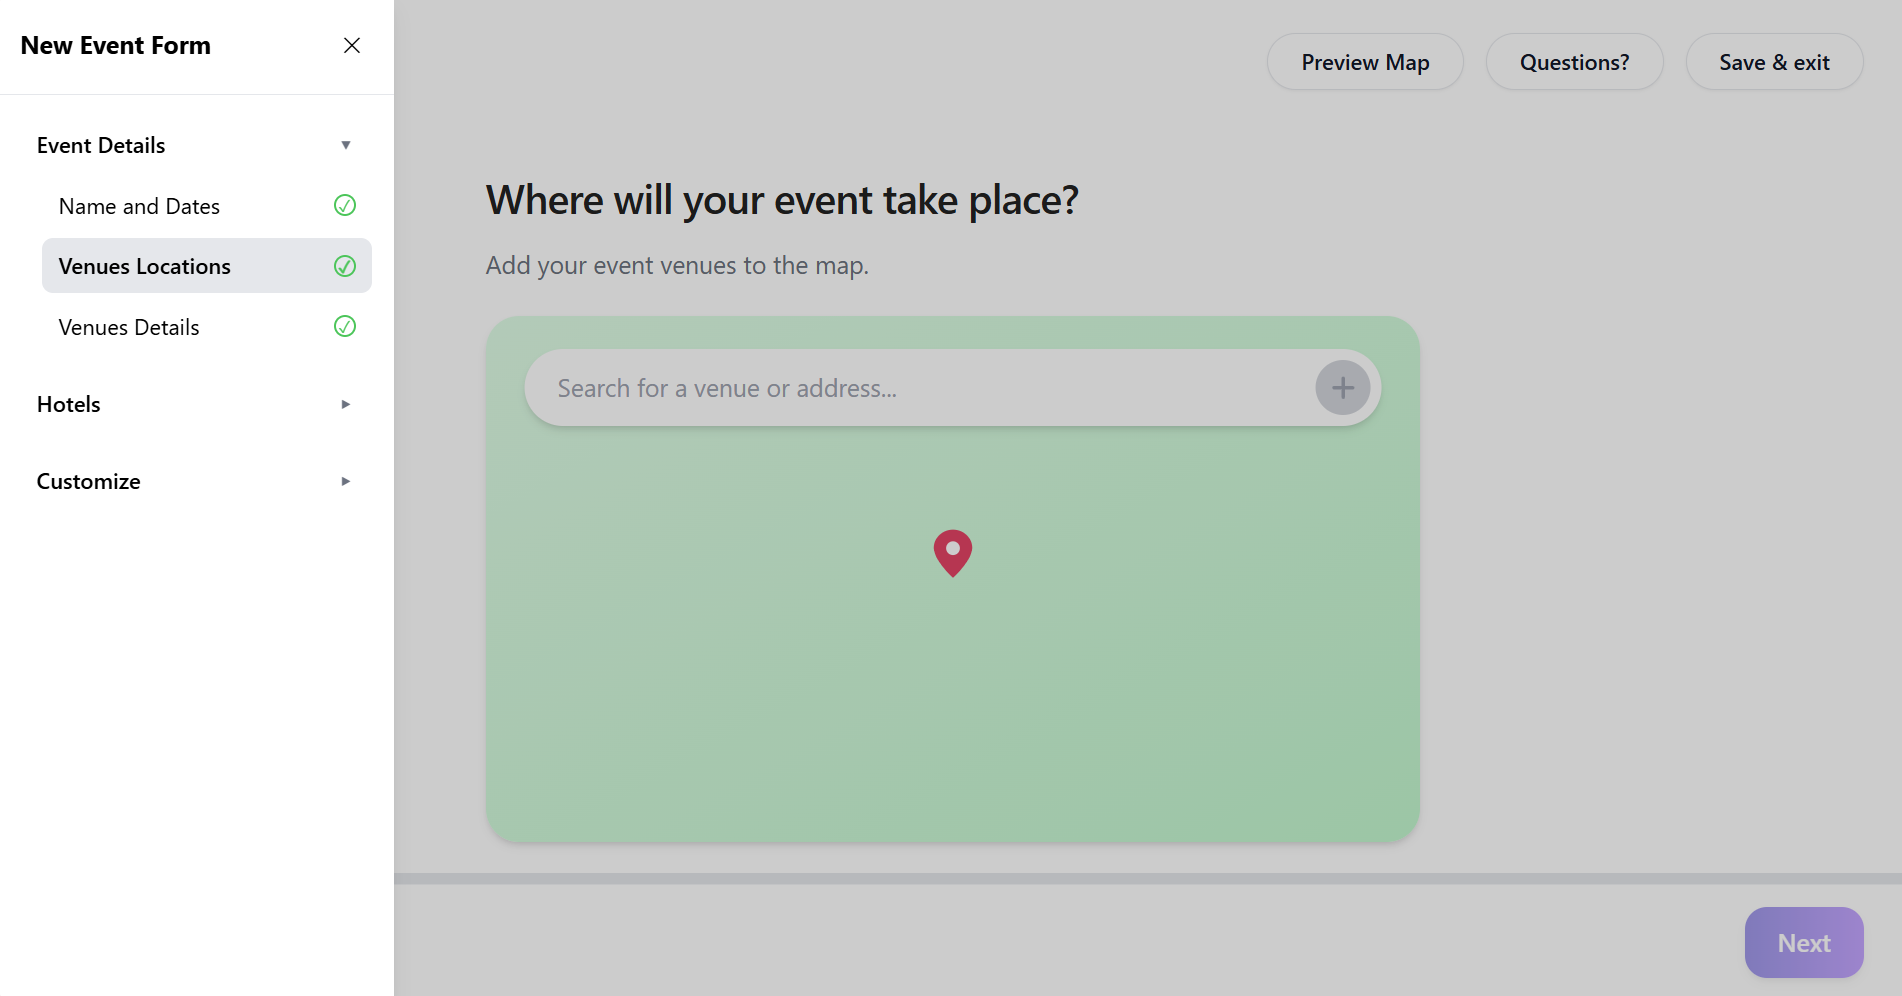 New Event Form
Event Details
Name and Dates
Venues Locations
Venues Details
Hotels
Customize
Preview Map
Questions?
Save & exit
Where will your event take place?
Add your event venues to the map.
Search for a venue or address...
Next